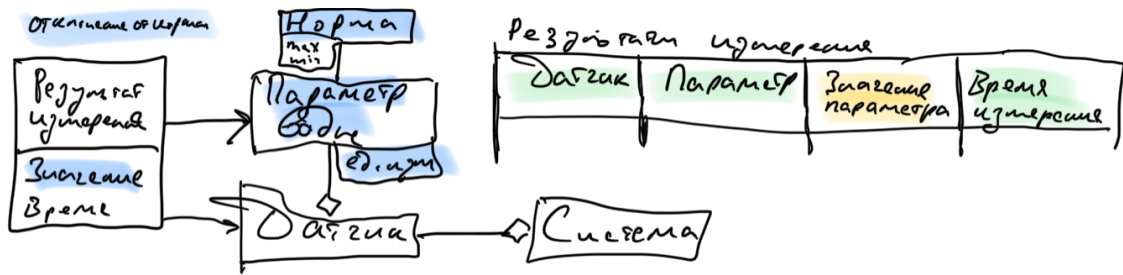 Отклонение от нормы
Норма
max
min
Результат
измерения
Значение
Время
Параметр
воды
ед. изм
Датчик
Система
Результаты измерения
Датчик
Параметр
Значение
параметра
Время
измерения